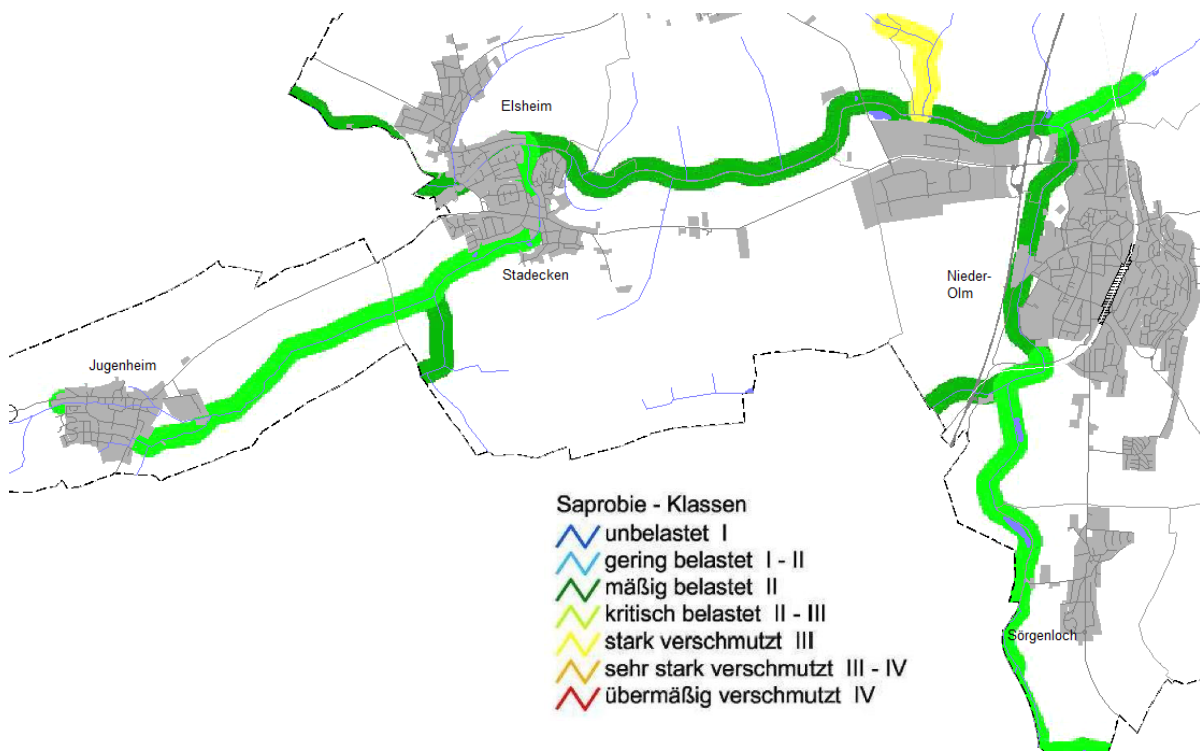 Elsheim
Stadecken
Nieder-
Olm
Jugenheim
Saprobie - Klassen
unbelastet I
gering belastet I - II
mäßig belastet II
kritisch belastet II - III
stark verschmutzt III
sehr stark verschmutzt III - IV
übermäßig verschmutzt IV
Sörgenloch